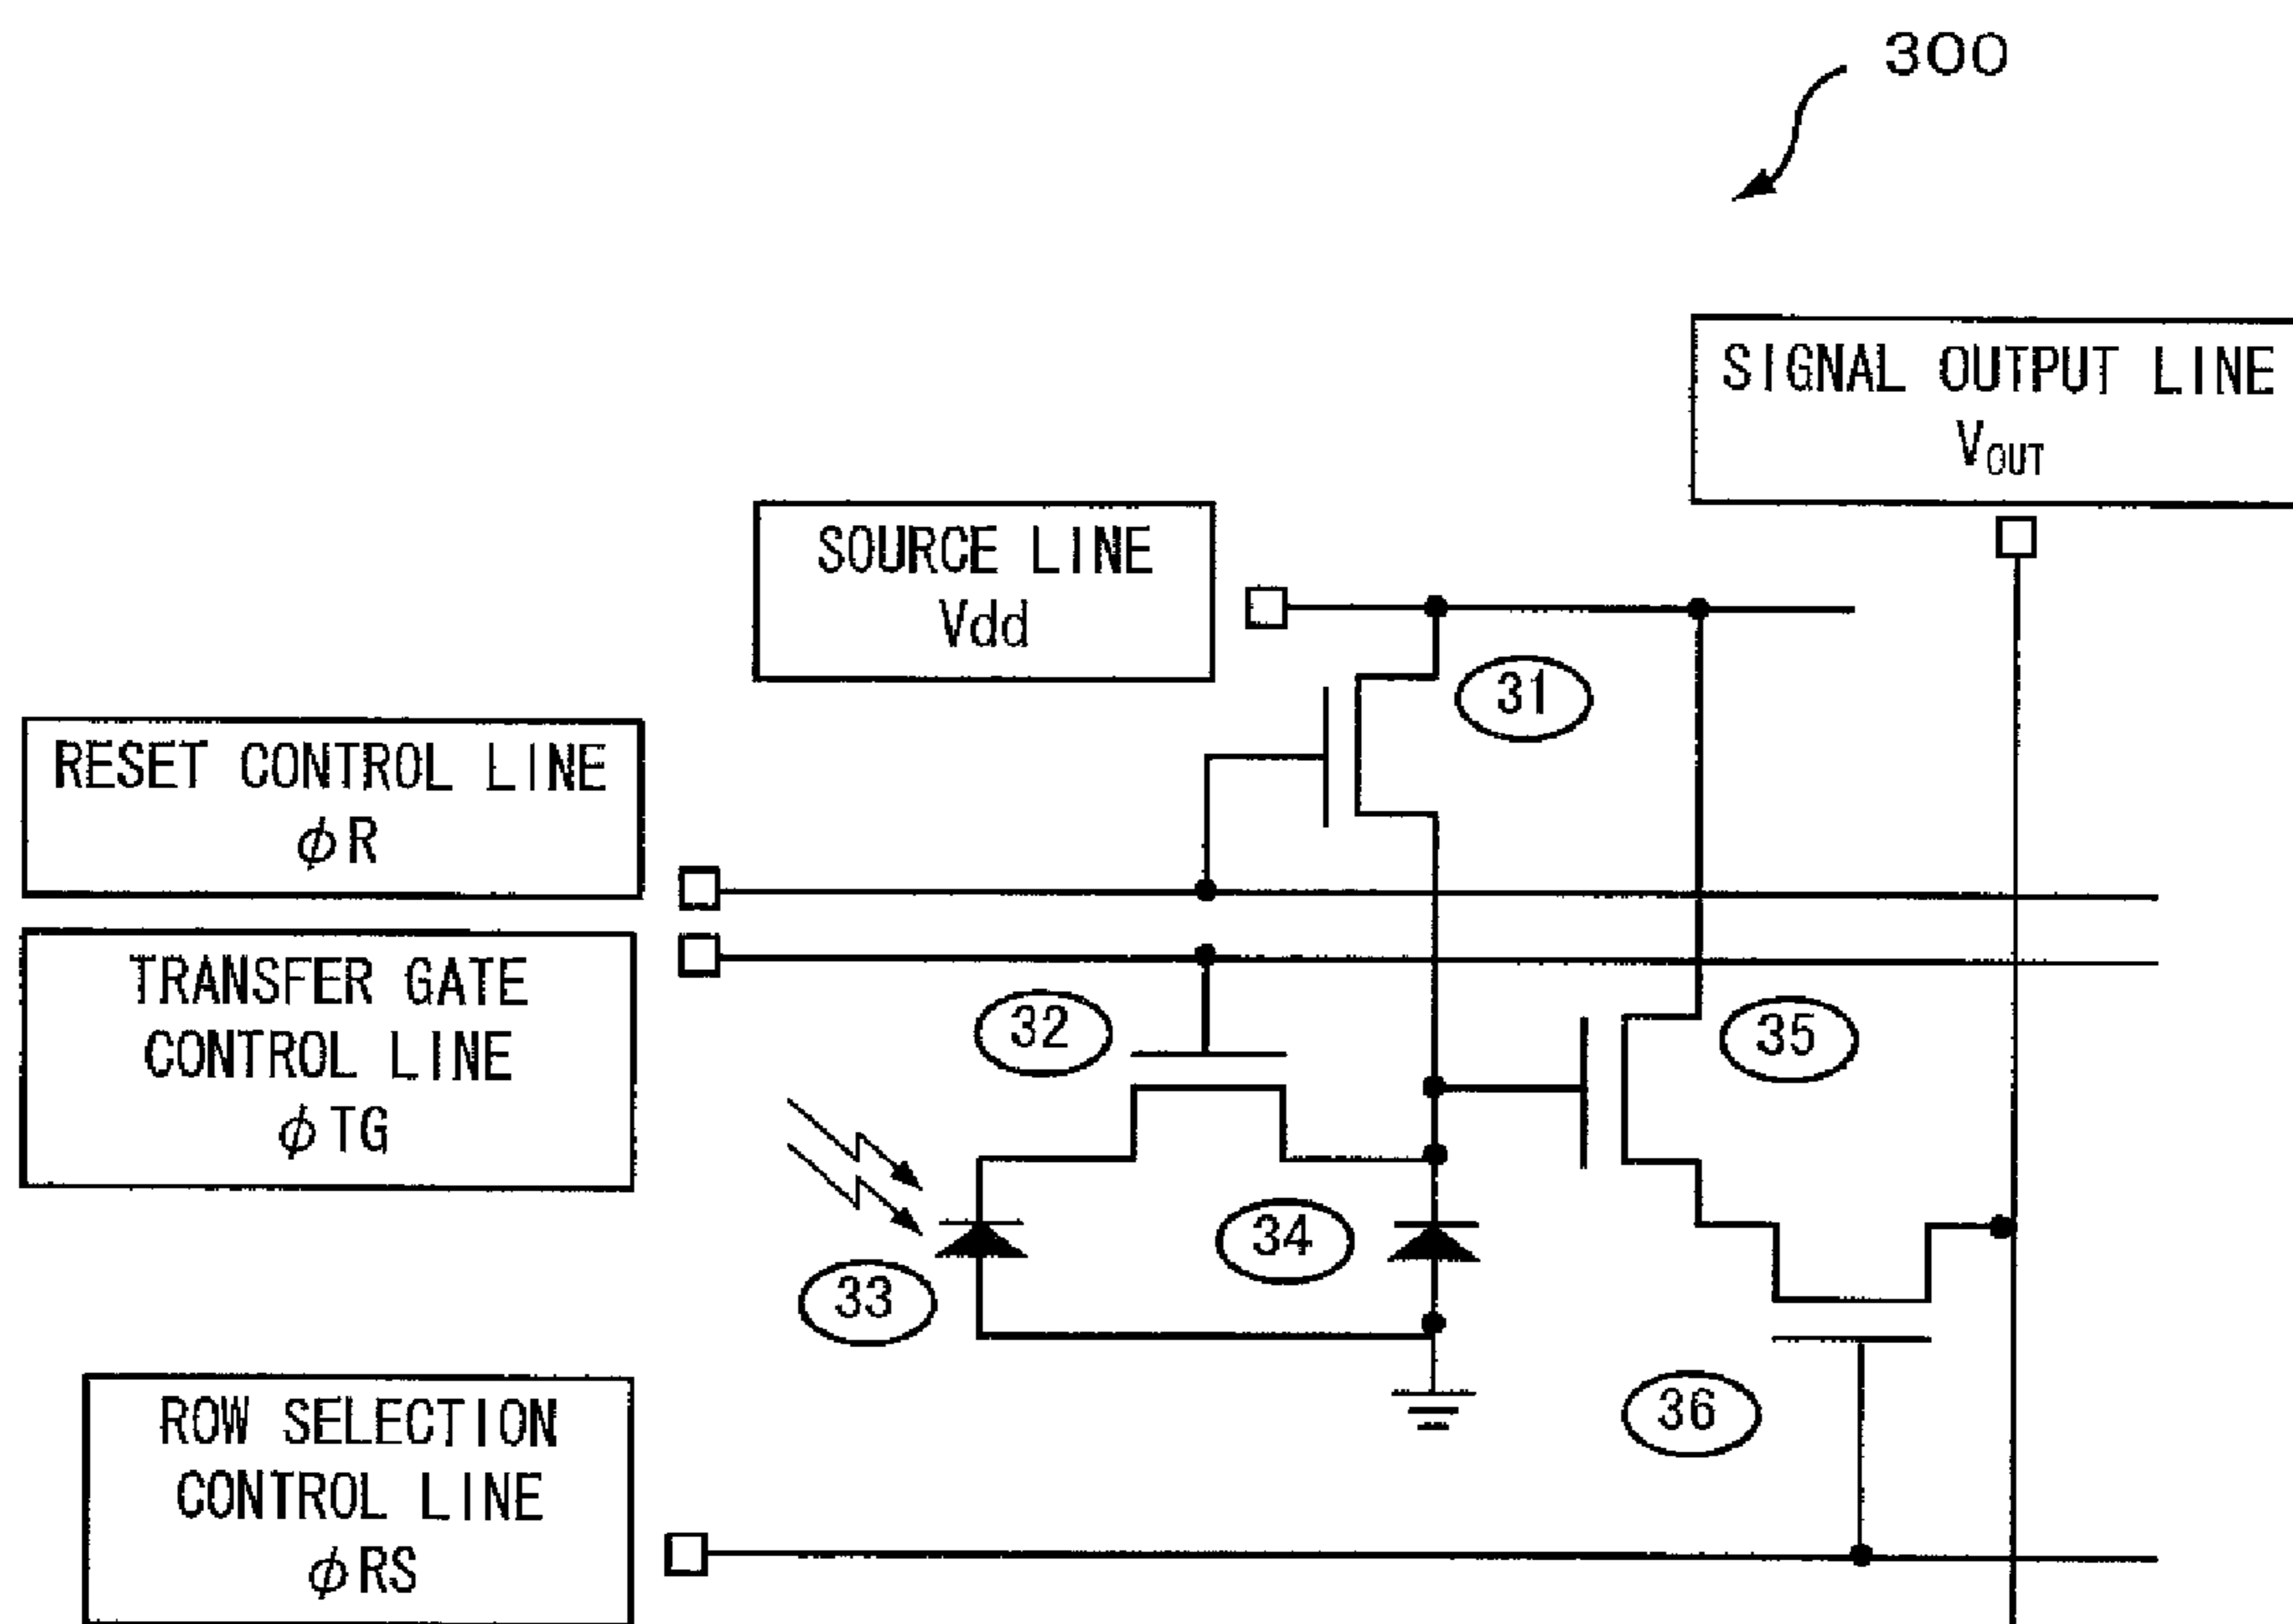 300
SIGNAL OUTPUT LINE
VOUT
SOURCE LINE
Vdd
31
RESET CONTROL LINE
ϕR
TRANSFER GATE
CONTROL LINE
ϕTG
32
35
33
34
36
ROW SELECTION
CONTROL LINE
ϕRS